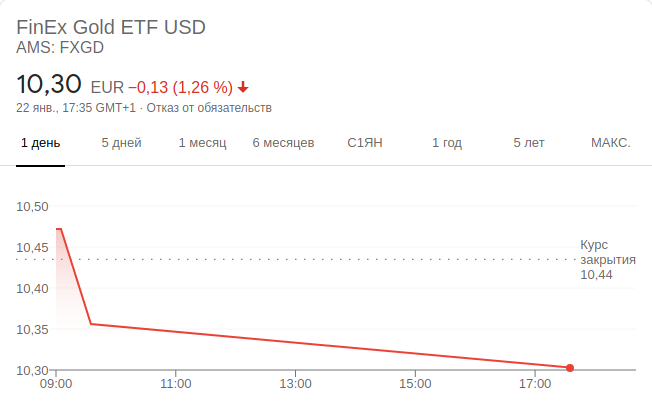 FinEx Gold ETF USD
AMS: FXGD
10,30 EUR −0,13 (1,26 %)
22 янв., 17:35 GMT+1 · Отказ от обязательств
1 день 5 дней 1 месяц 6 месяцев С1ЯН 1 год 5 лет МАКС.
10,50
10,45
10,40
10,35
10,30
Курс
закрытия
10,44
09:00 11:00 13:00 15:00 17:00